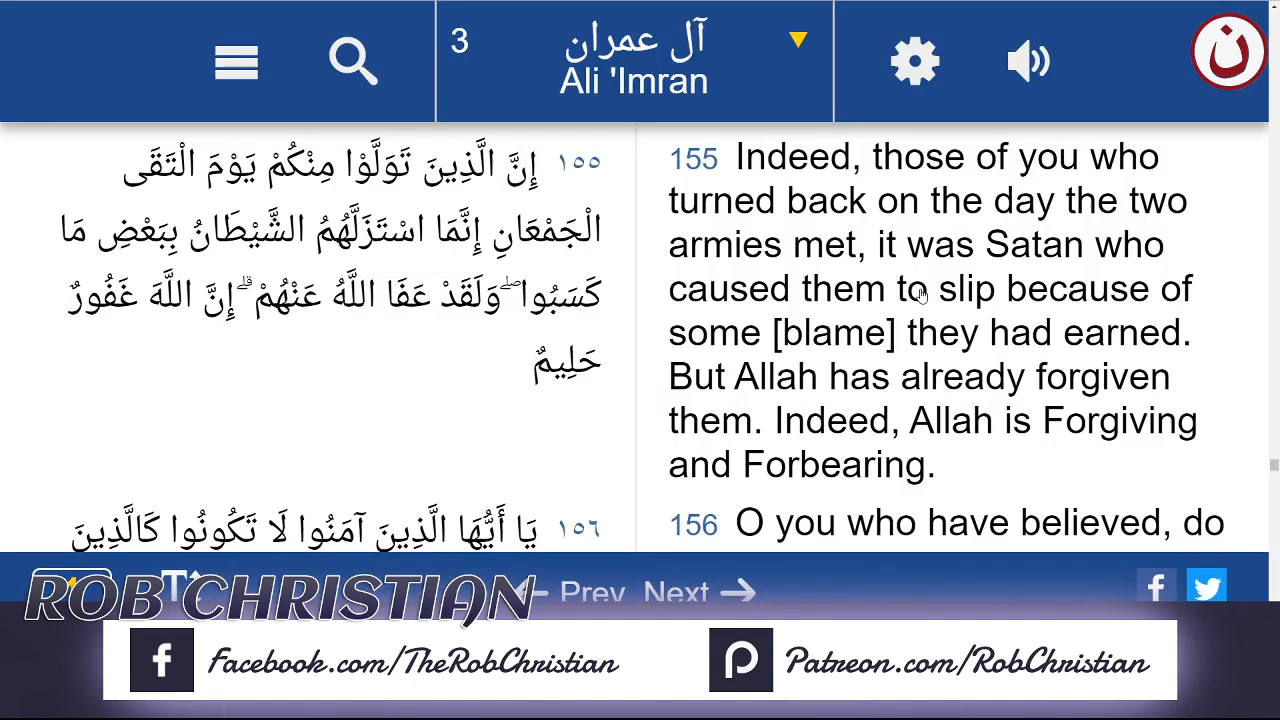 3
آل عمران
Ali 'Imran
ن
١٥٥ إِنَّ الَّذِينَ تَوَلَّوْا مِنْكُمْ يَوْمَ الْتَقَى
الْجَمْعَانِ إِنَّمَا اسْتَزَلَّهُمُ الشَّيْطَانُ بِبَعْضِ مَا
كَسَبُوا ۖ وَلَقَدْ عَفَا اللَّهُ عَنْهُمْ ۗ إِنَّ اللَّهَ غَفُورٌ
حَلِيمٌ
١٥٦ يَا أَيُّهَا الَّذِينَ آمَنُوا لَا تَكُونُوا كَالَّذِينَ
155 Indeed, those of you who
turned back on the day the two
armies met, it was Satan who
caused them to slip because of
some [blame] they had earned.
But Allah has already forgiven
them. Indeed, Allah is Forgiving
and Forbearing.
156 O you who have believed, do
Prev Next
ROB CHRISTIAN
Facebook.com/TheRobChristian
Patreon.com/RobChristian